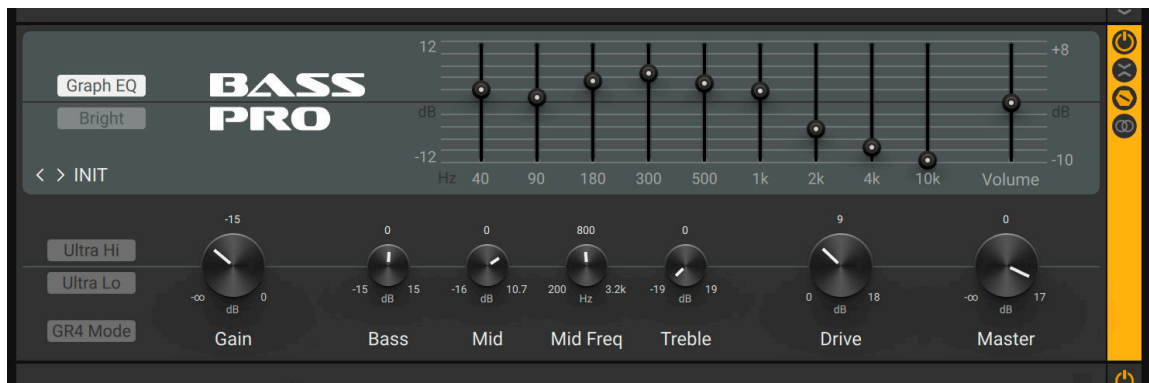 12
+8
Graph EQ
BASS
PRO
dB
dB
Bright
-12
-10
< > INIT
Hz 40 90 180 300 500 1k 2k 4k 10k Volume
-15
0
0
800
0
9
0
Ultra Hi
Ultra Lo
-15 15
dB
-16 10.7
dB
200 3.2k
Hz
-19 19
dB
-∞ 0
dB
0 18
dB
-∞ 17
dB
GR4 Mode
Gain
Bass
Mid
Mid Freq
Treble
Drive
Master